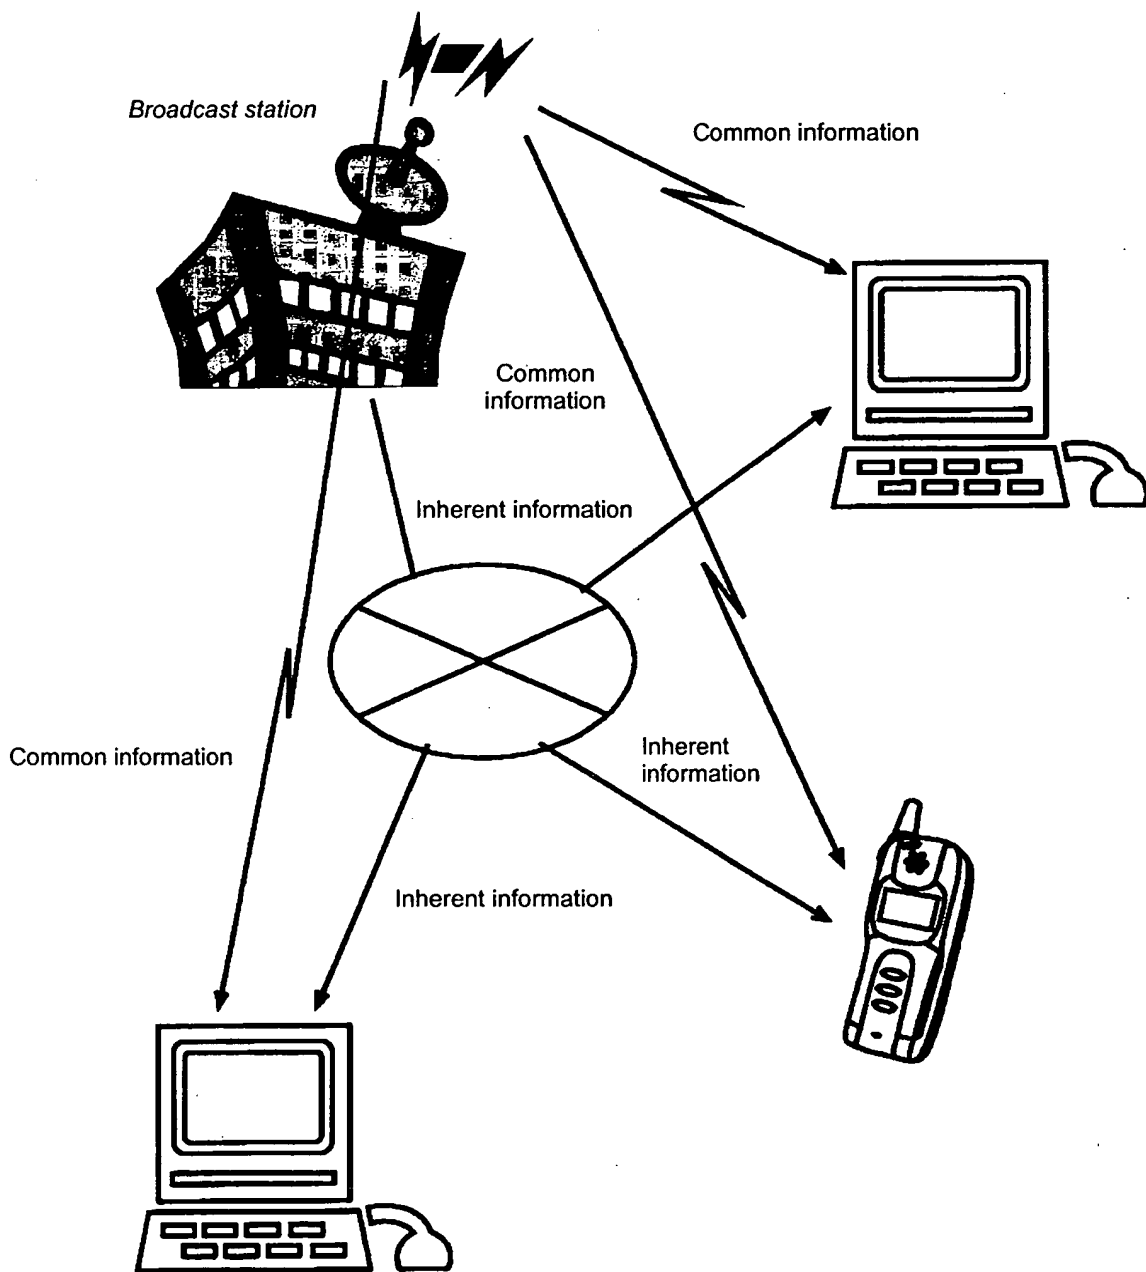 Broadcast station
Common information
Common
information
Inherent information
Common information
Inherent
information
Inherent information